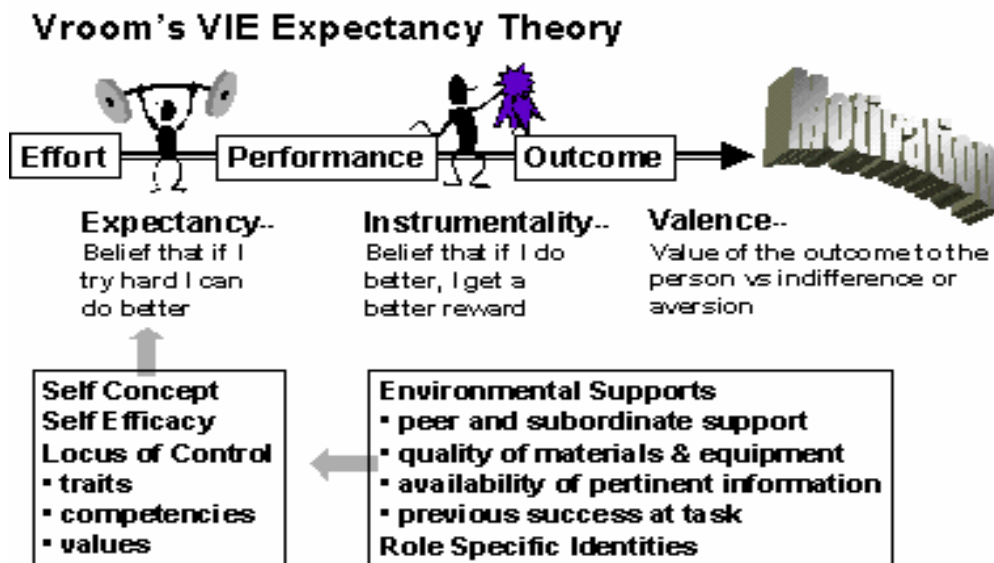 Vroom's VIE Expectancy Theory
Motivation
Effort
Performance
Outcome
Expectancy--
Belief that if I
try hard I can
do better
Instrumentality--
Belief that if I do
better, I get a
better reward
Valence--
Value of the outcome to the
person vs indifference or
aversion
Self Concept
Self Efficacy
Locus of Control
▪ traits
▪ competencies
▪ values
Environmental Supports
▪ peer and subordinate support
▪ quality of materials & equipment
▪ availability of pertinent information
▪ previous success at task
Role Specific Identities